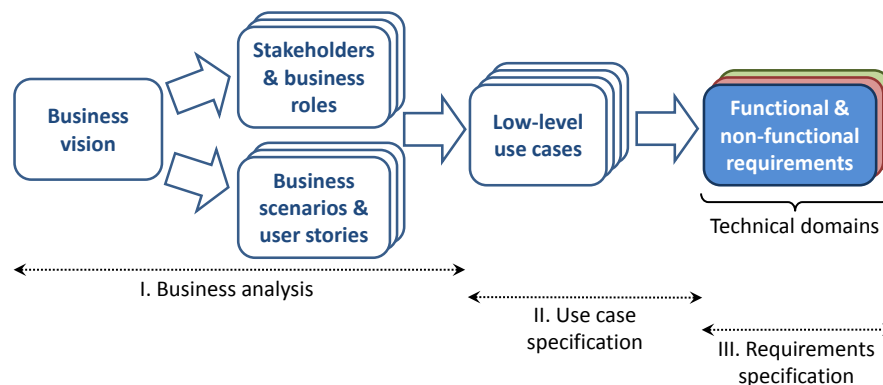 Business
vision
Stakeholders
& business
roles
Business
scenarios &
user stories
Low-level
use cases
Functional &
non-functional
requirements
Technical domains
I. Business analysis
II. Use case
specification
III. Requirements
specification